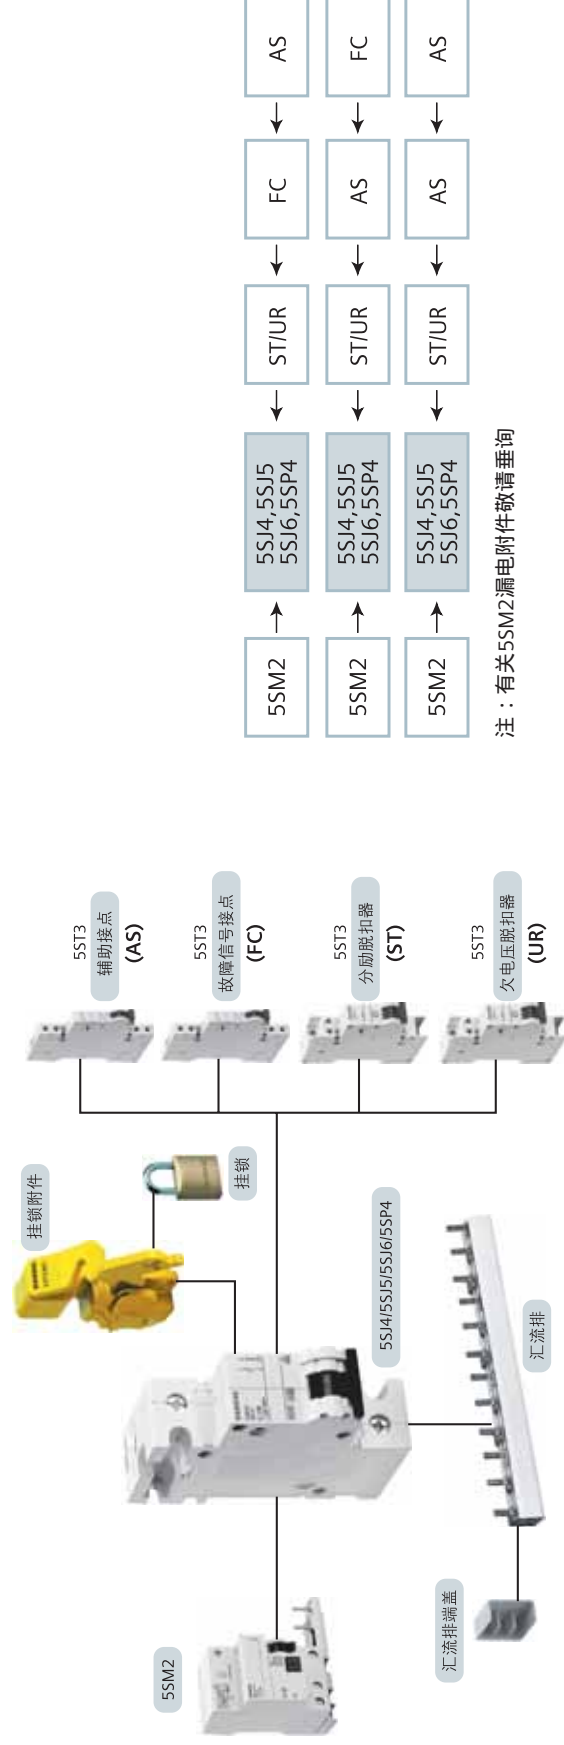 挂锁附件
5SM2
挂锁
5ST3
辅助接点
(AS)
5ST3
故障信号接点
(FC)
5ST3
分励脱扣器
(ST)
5ST3
欠电压脱扣器
(UR)
5SJ4/5SJ5/5SJ6/5SP4
汇流排端盖
汇流排
5SM2
5SJ4,5SJ5
5SJ6,5SP4
ST/UR
FC
AS
5SM2
5SJ4,5SJ5
5SJ6,5SP4
ST/UR
AS
FC
5SM2
5SJ4,5SJ5
5SJ6,5SP4
ST/UR
AS
AS
注：有关5SM2漏电附件敬请垂询